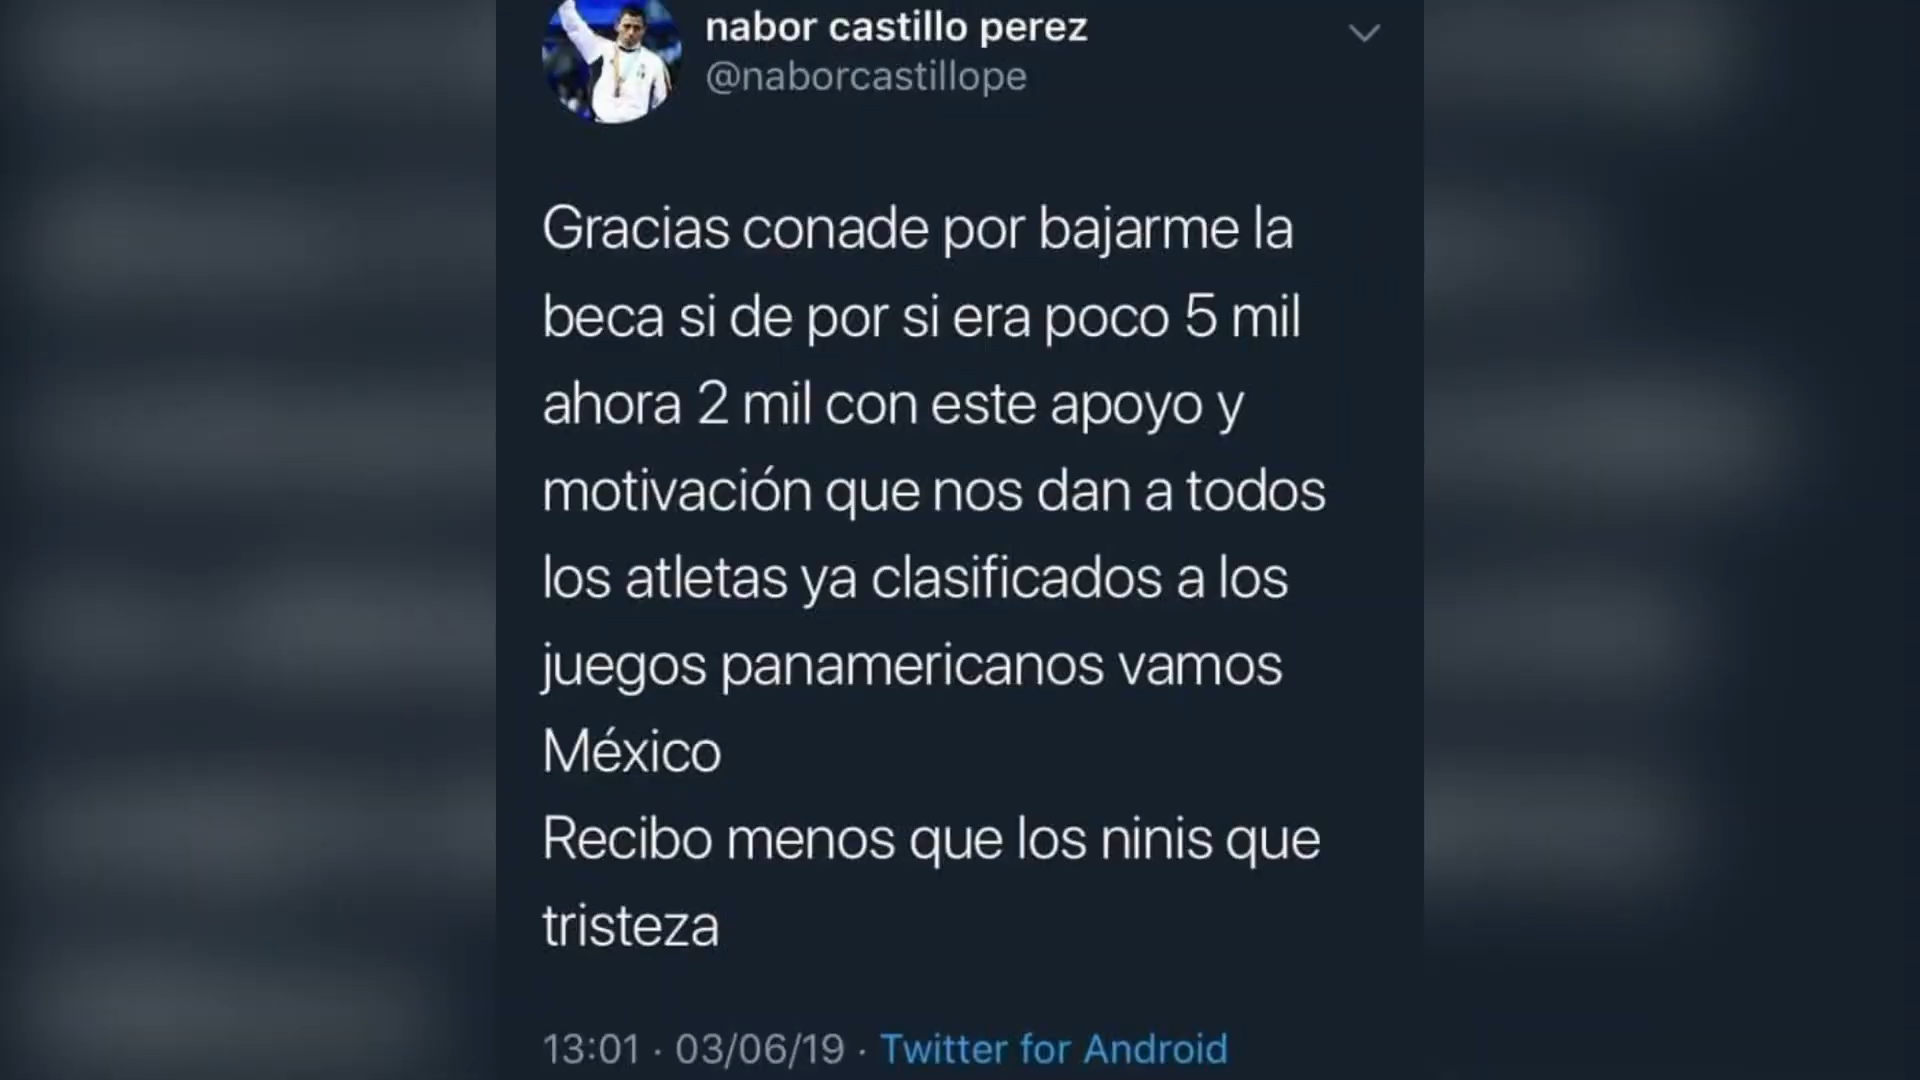 nabor castillo perez
@naborcastillope
Gracias conade por bajarme la
beca si de por si era poco 5 mil
ahora 2 mil con este apoyo y
motivación que nos dan a todos
los atletas ya clasificados a los
juegos panamericanos vamos
México
Recibo menos que los ninis que
tristeza
13:01 · 03/06/19 · Twitter for Android